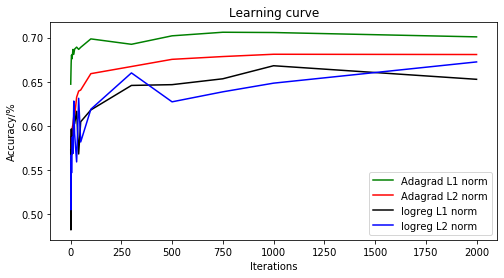 Learning curve
Accuracy/%
0.70
0.65
0.60
0.55
0.50
0 250 500 750 1000 1250 1500 1750 2000
Iterations
Adagrad L1 norm
Adagrad L2 norm
logreg L1 norm
logreg L2 norm